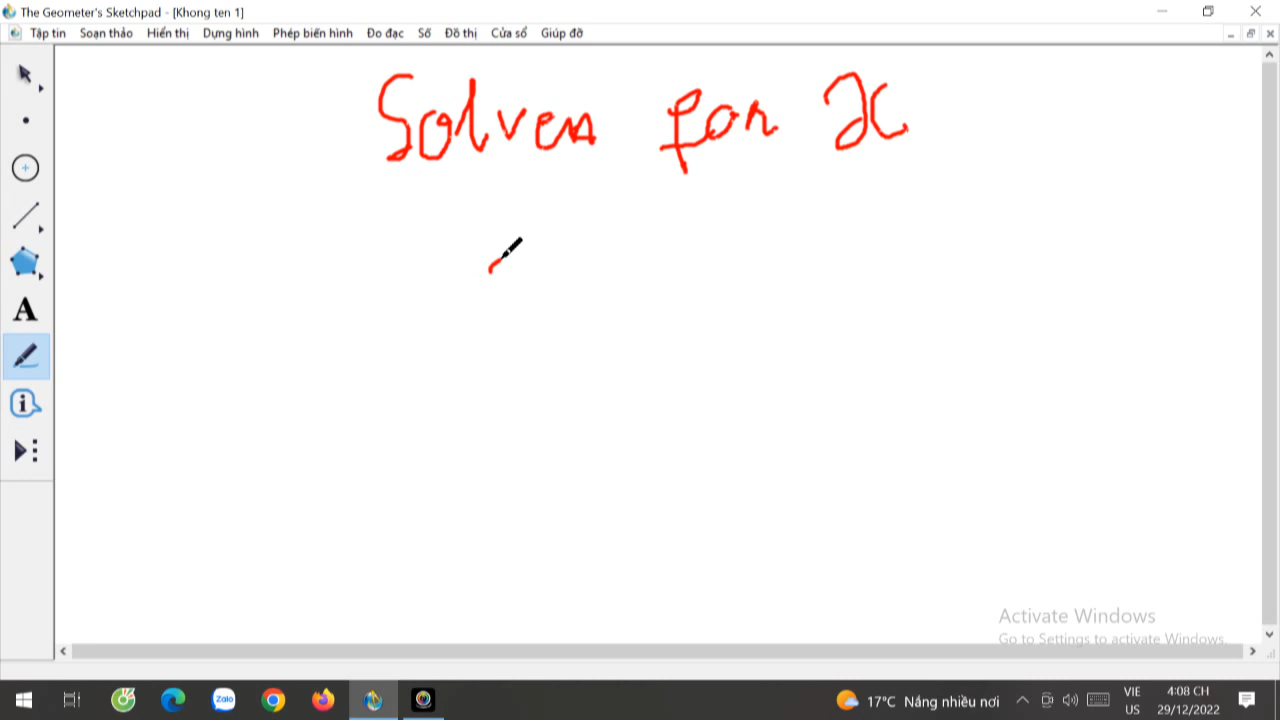 The Geometer's Sketchpad - [Khong ten 1]
Tập tin Soạn thảo Hiển thị Dựng hình Phép biến hình Đo đạc Số Đồ thị Cửa sổ Giúp đỡ
Solver for x
A
Activate Windows
Go to Settings to activate Windows.
Zalo
17°C Nắng nhiều nơi
VIE
US
4:08 CH
29/12/2022